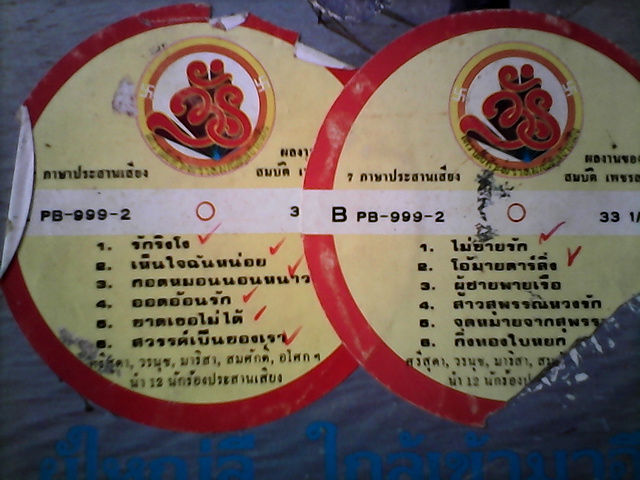 ภาษาประสานเสียง
ผลงาน
สมบัติ
PB-999-2
3
1. รักริงโง
2. เห็นใจฉันหน่อย
3. กอดหมอนนอนหนาว
4. ออดอ้อนรัก
5. ขาดเธอไม่ได้
6. สวรรค์เป็นของเรา
ศรีสุดา, วรนุช, มาริสา, สมศักดิ์, อโศก ฯ
นำ 12 นักร้องประสานเสียง
7 ภาษาประสานเสียง
ผลงานของ
สมบัติ เพชรล
B PB-999-2
33 1/
1. ไม่ขายรัก
2. โอ้มายดาร์ลิ่ง
3. ผู้ชายพายเรือ
4. สาวสุพรรณหวงรัก
5. จดหมายจากสุพรร
6. กิ่งทองใบหยก
ศรีสุดา, วรนุช, มาริสา,
นำ 12 นักร้องป